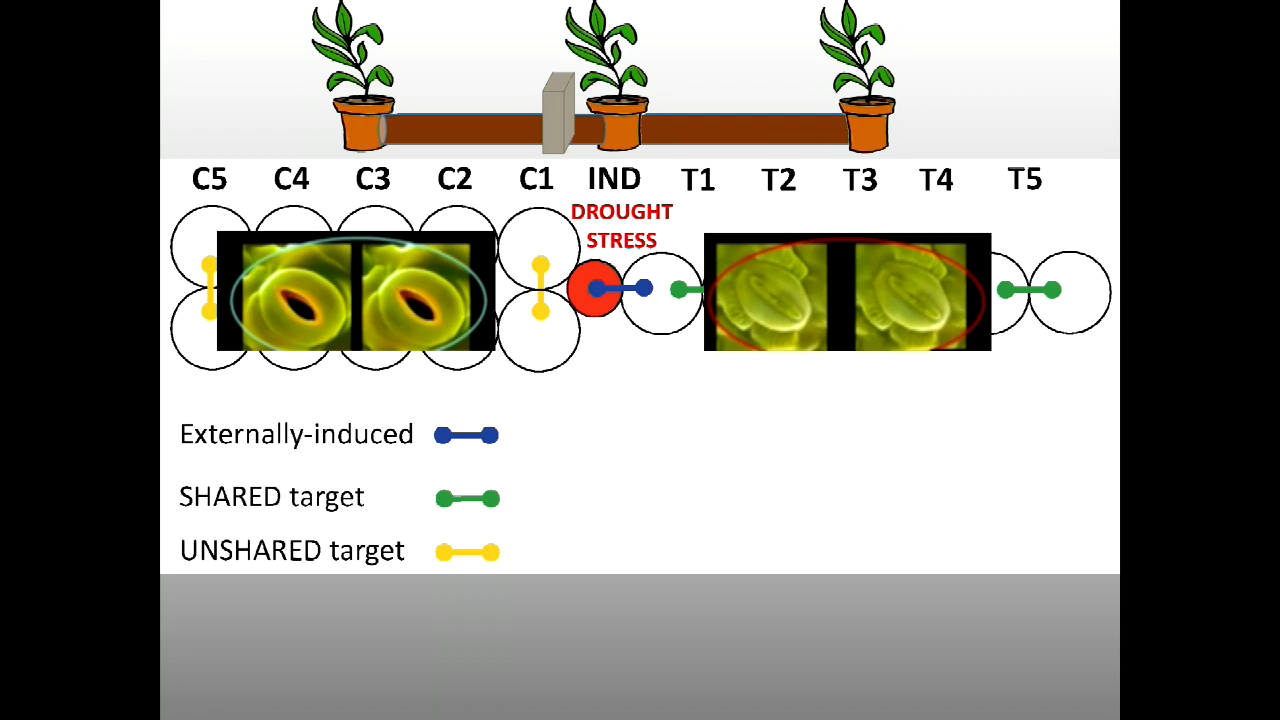 C5 C4 C3 C2 C1 IND T1 T2 T3 T4 T5
DROUGHT
STRESS
Externally-induced
SHARED target
UNSHARED target